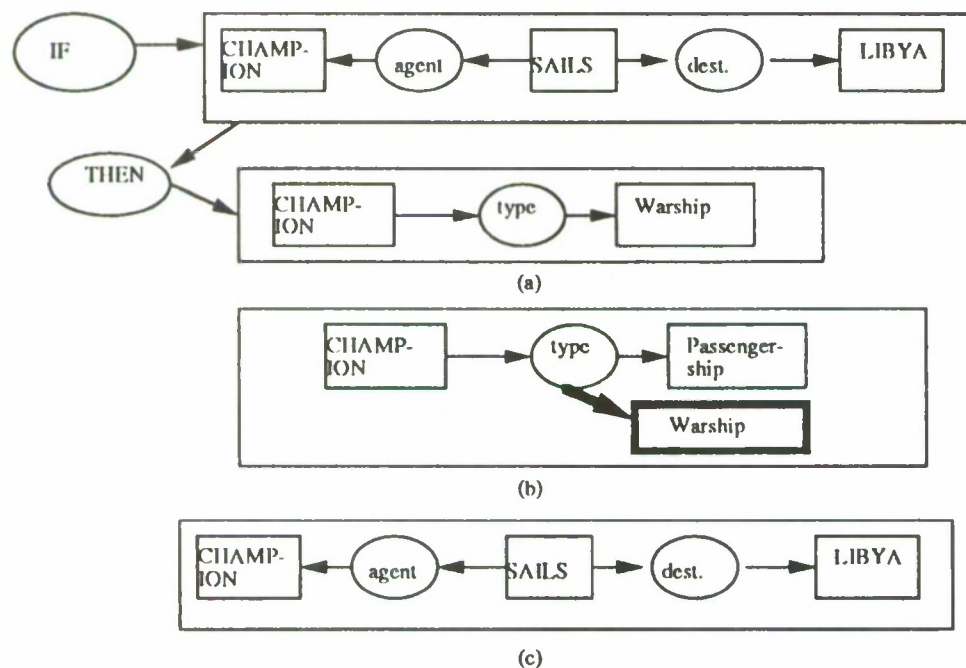 IF
CHAMP-
ION
agent
SAILS
dest.
LIBYA
THEN
CHAMP-
ION
type
Warship
(a)
CHAMP-
ION
type
Passenger-
ship
Warship
(b)
CHAMP-
ION
agent
SAILS
dest.
LIBYA
(c)